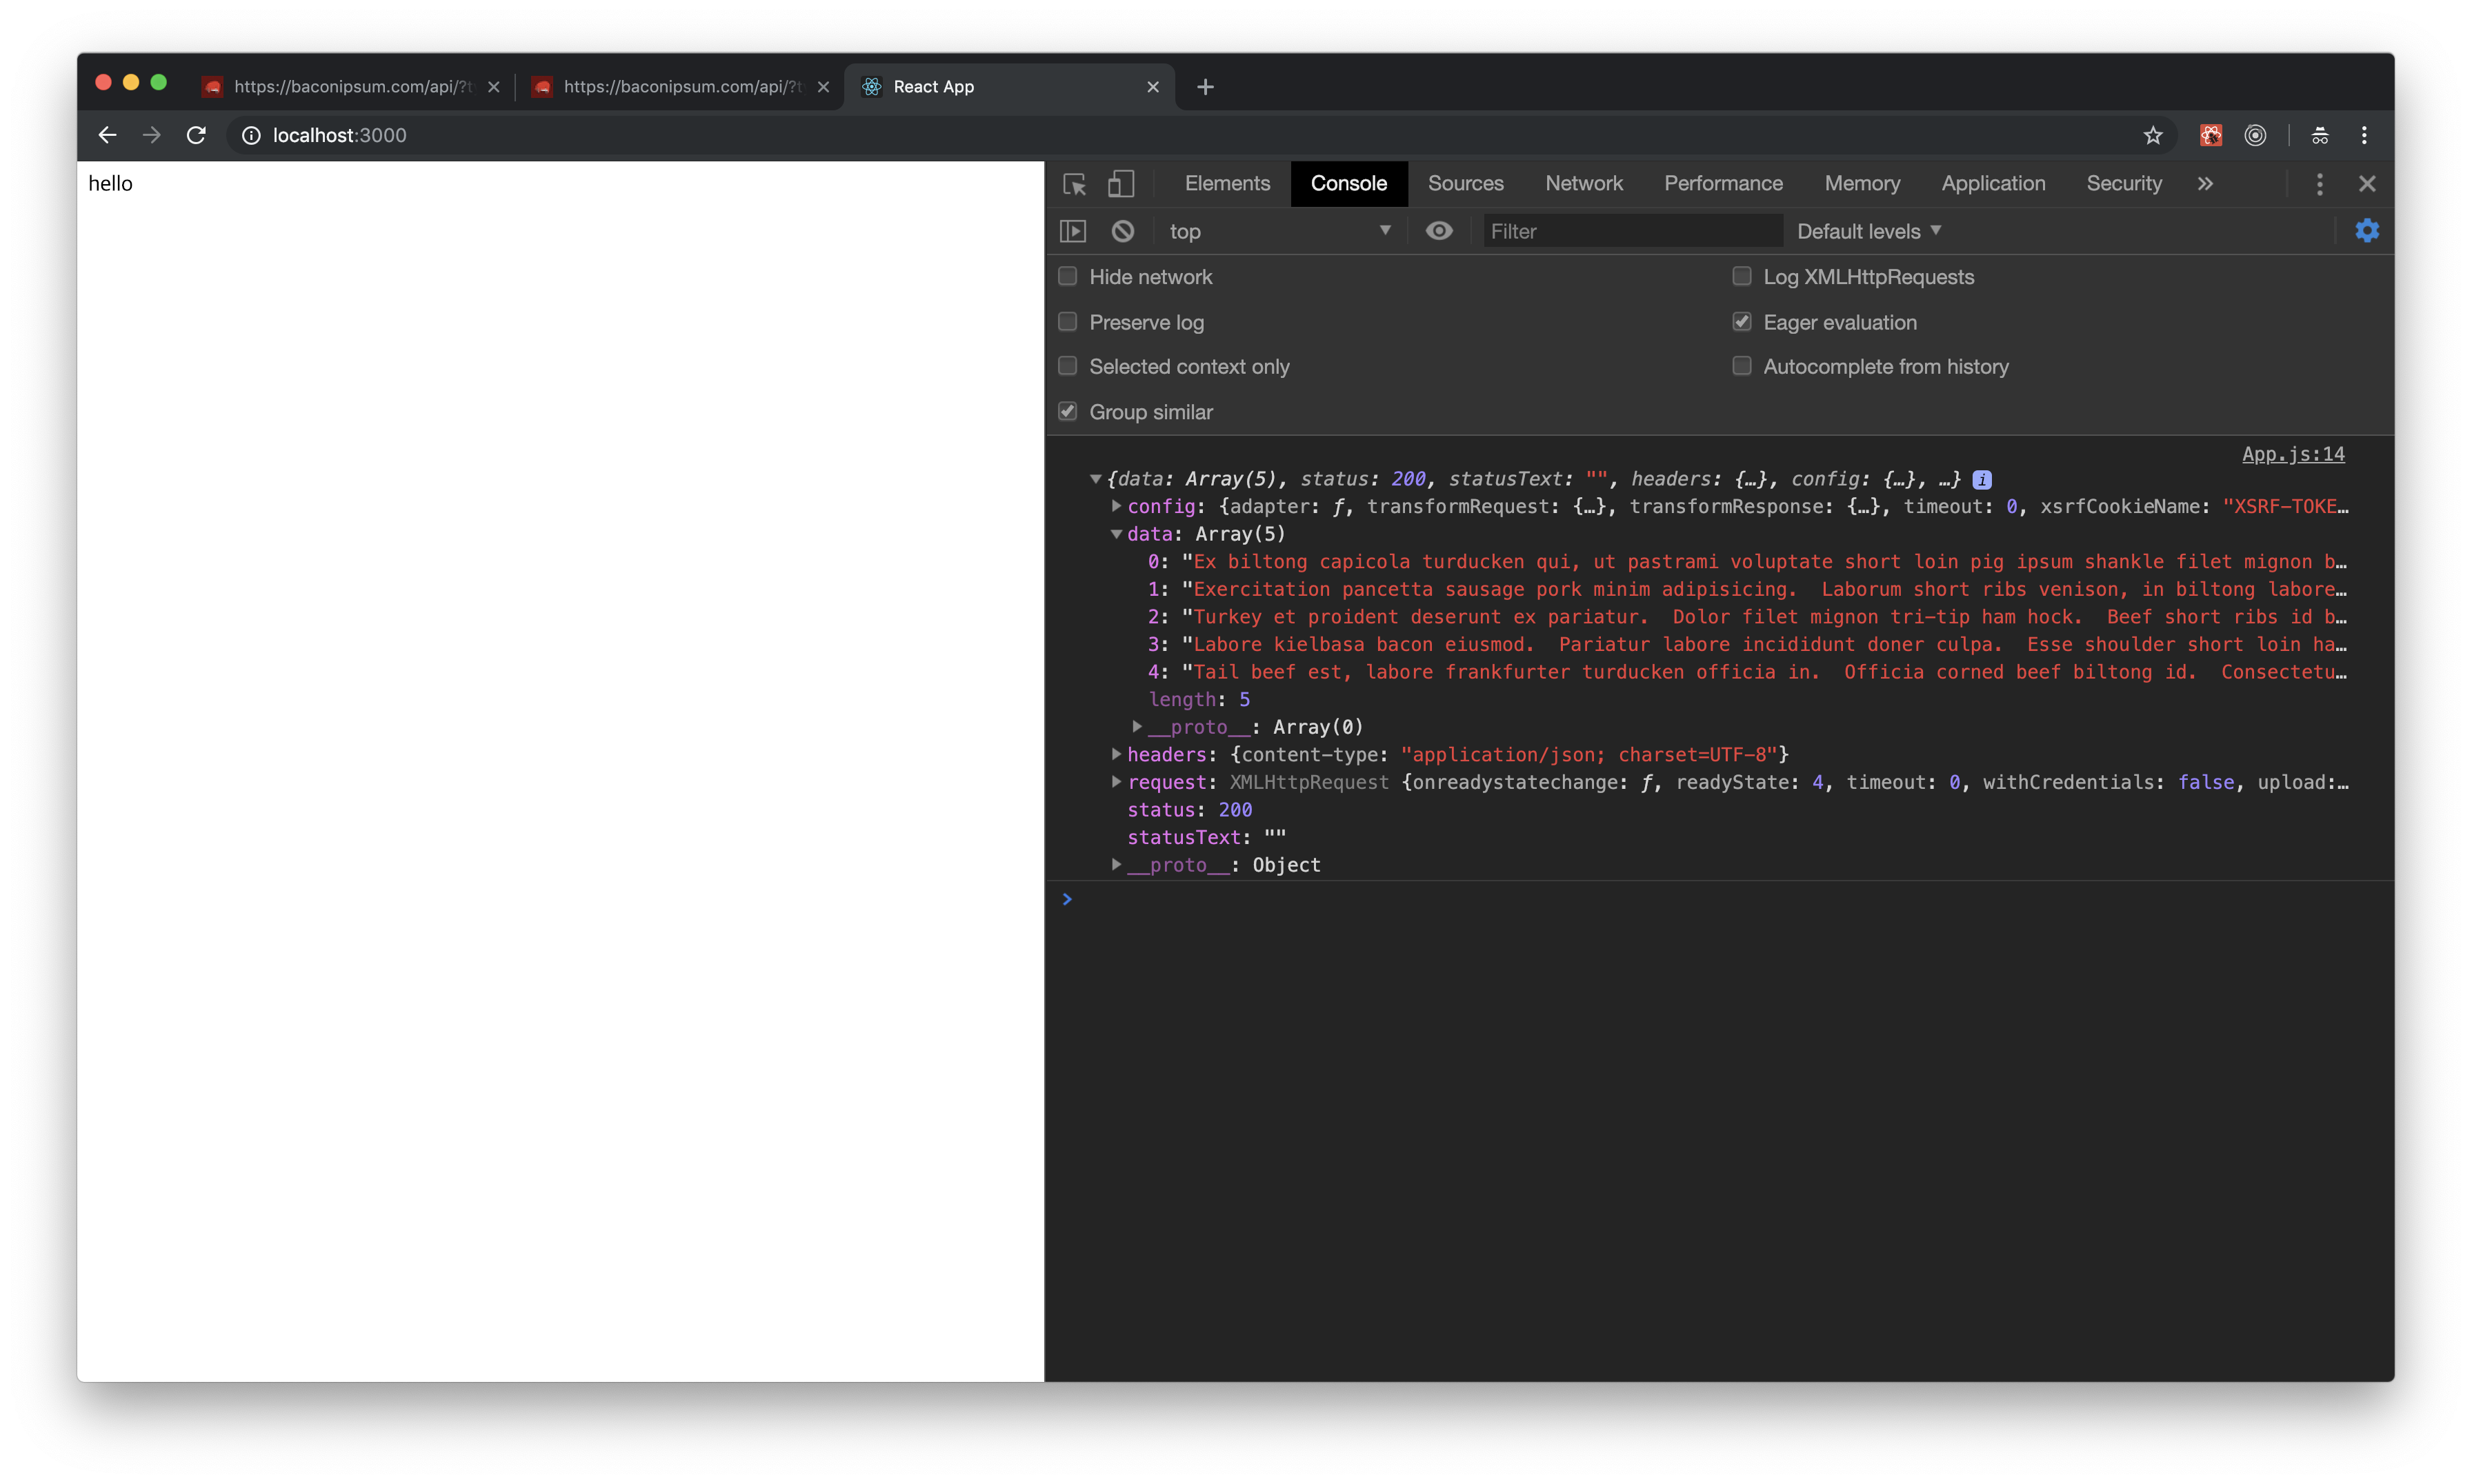 https://baconipsum.com/api/?t
https://baconipsum.com/api/?t
React App
localhost:3000
hello
Elements Console Sources Network Performance Memory Application Security
top Filter Default levels
Hide network Log XMLHttpRequests
Preserve log Eager evaluation
Selected context only Autocomplete from history
Group similar
App.js:14
{data: Array(5), status: 200, statusText: "", headers: {…}, config: {…}, …} i
config: {adapter: ƒ, transformRequest: {…}, transformResponse: {…}, timeout: 0, xsrfCookieName: "XSRF-TOKE…
data: Array(5)
0: "Ex biltong capicola turducken qui, ut pastrami voluptate short loin pig ipsum shankle filet mignon b…
1: "Exercitation pancetta sausage pork minim adipisicing.  Laborum short ribs venison, in biltong labore…
2: "Turkey et proident deserunt ex pariatur.  Dolor filet mignon tri-tip ham hock.  Beef short ribs id b…
3: "Labore kielbasa bacon eiusmod.  Pariatur labore incididunt doner culpa.  Esse shoulder short loin ha…
4: "Tail beef est, labore frankfurter turducken officia in.  Officia corned beef biltong id.  Consectetu…
length: 5
__proto__: Array(0)
headers: {content-type: "application/json; charset=UTF-8"}
request: XMLHttpRequest {onreadystatechange: ƒ, readyState: 4, timeout: 0, withCredentials: false, upload:…
status: 200
statusText: ""
__proto__: Object